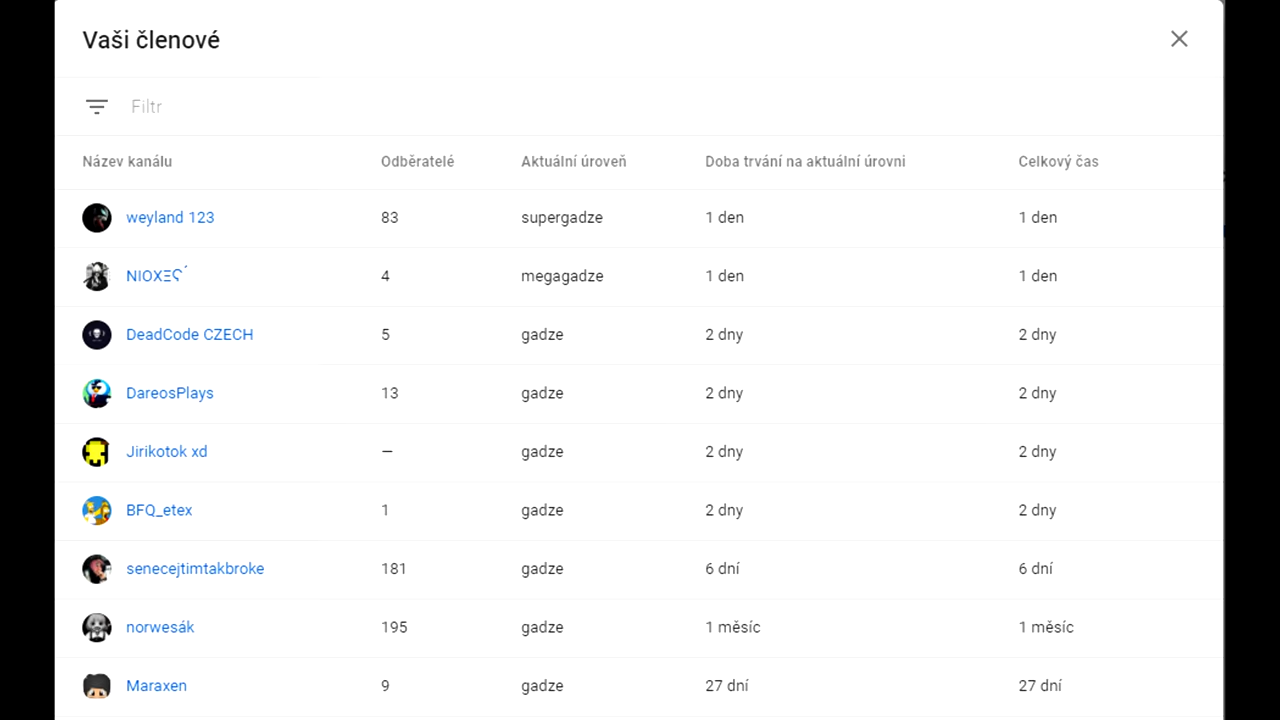 Vaši členové
Filtr
Název kanálu Odběratelé Aktuální úroveň Doba trvání na aktuální úrovni Celkový čas
weyland 123 83 supergadze 1 den 1 den
NIOXΞϚ´ 4 megagadze 1 den 1 den
DeadCode CZECH 5 gadze 2 dny 2 dny
DareosPlays 13 gadze 2 dny 2 dny
Jirikotok xd — gadze 2 dny 2 dny
BFQ_etex 1 gadze 2 dny 2 dny
senecejtimtakbroke 181 gadze 6 dní 6 dní
norwesák 195 gadze 1 měsíc 1 měsíc
Maraxen 9 gadze 27 dní 27 dní